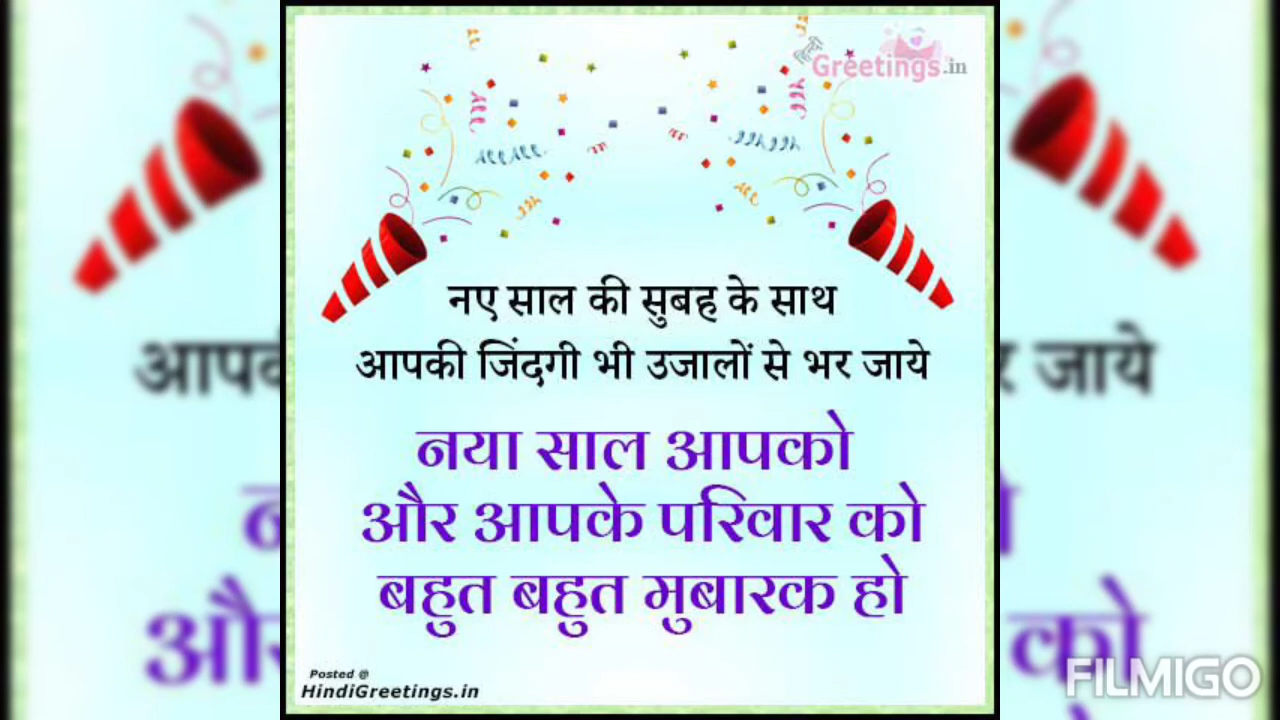 हिन्दी
Greetings.in
नए साल की सुबह के साथ
आपकी जिंदगी भी उजालों से भर जाये
नया साल आपको
और आपके परिवार को
बहुत बहुत मुबारक हो
Posted @
HindiGreetings.in
FILMIGO